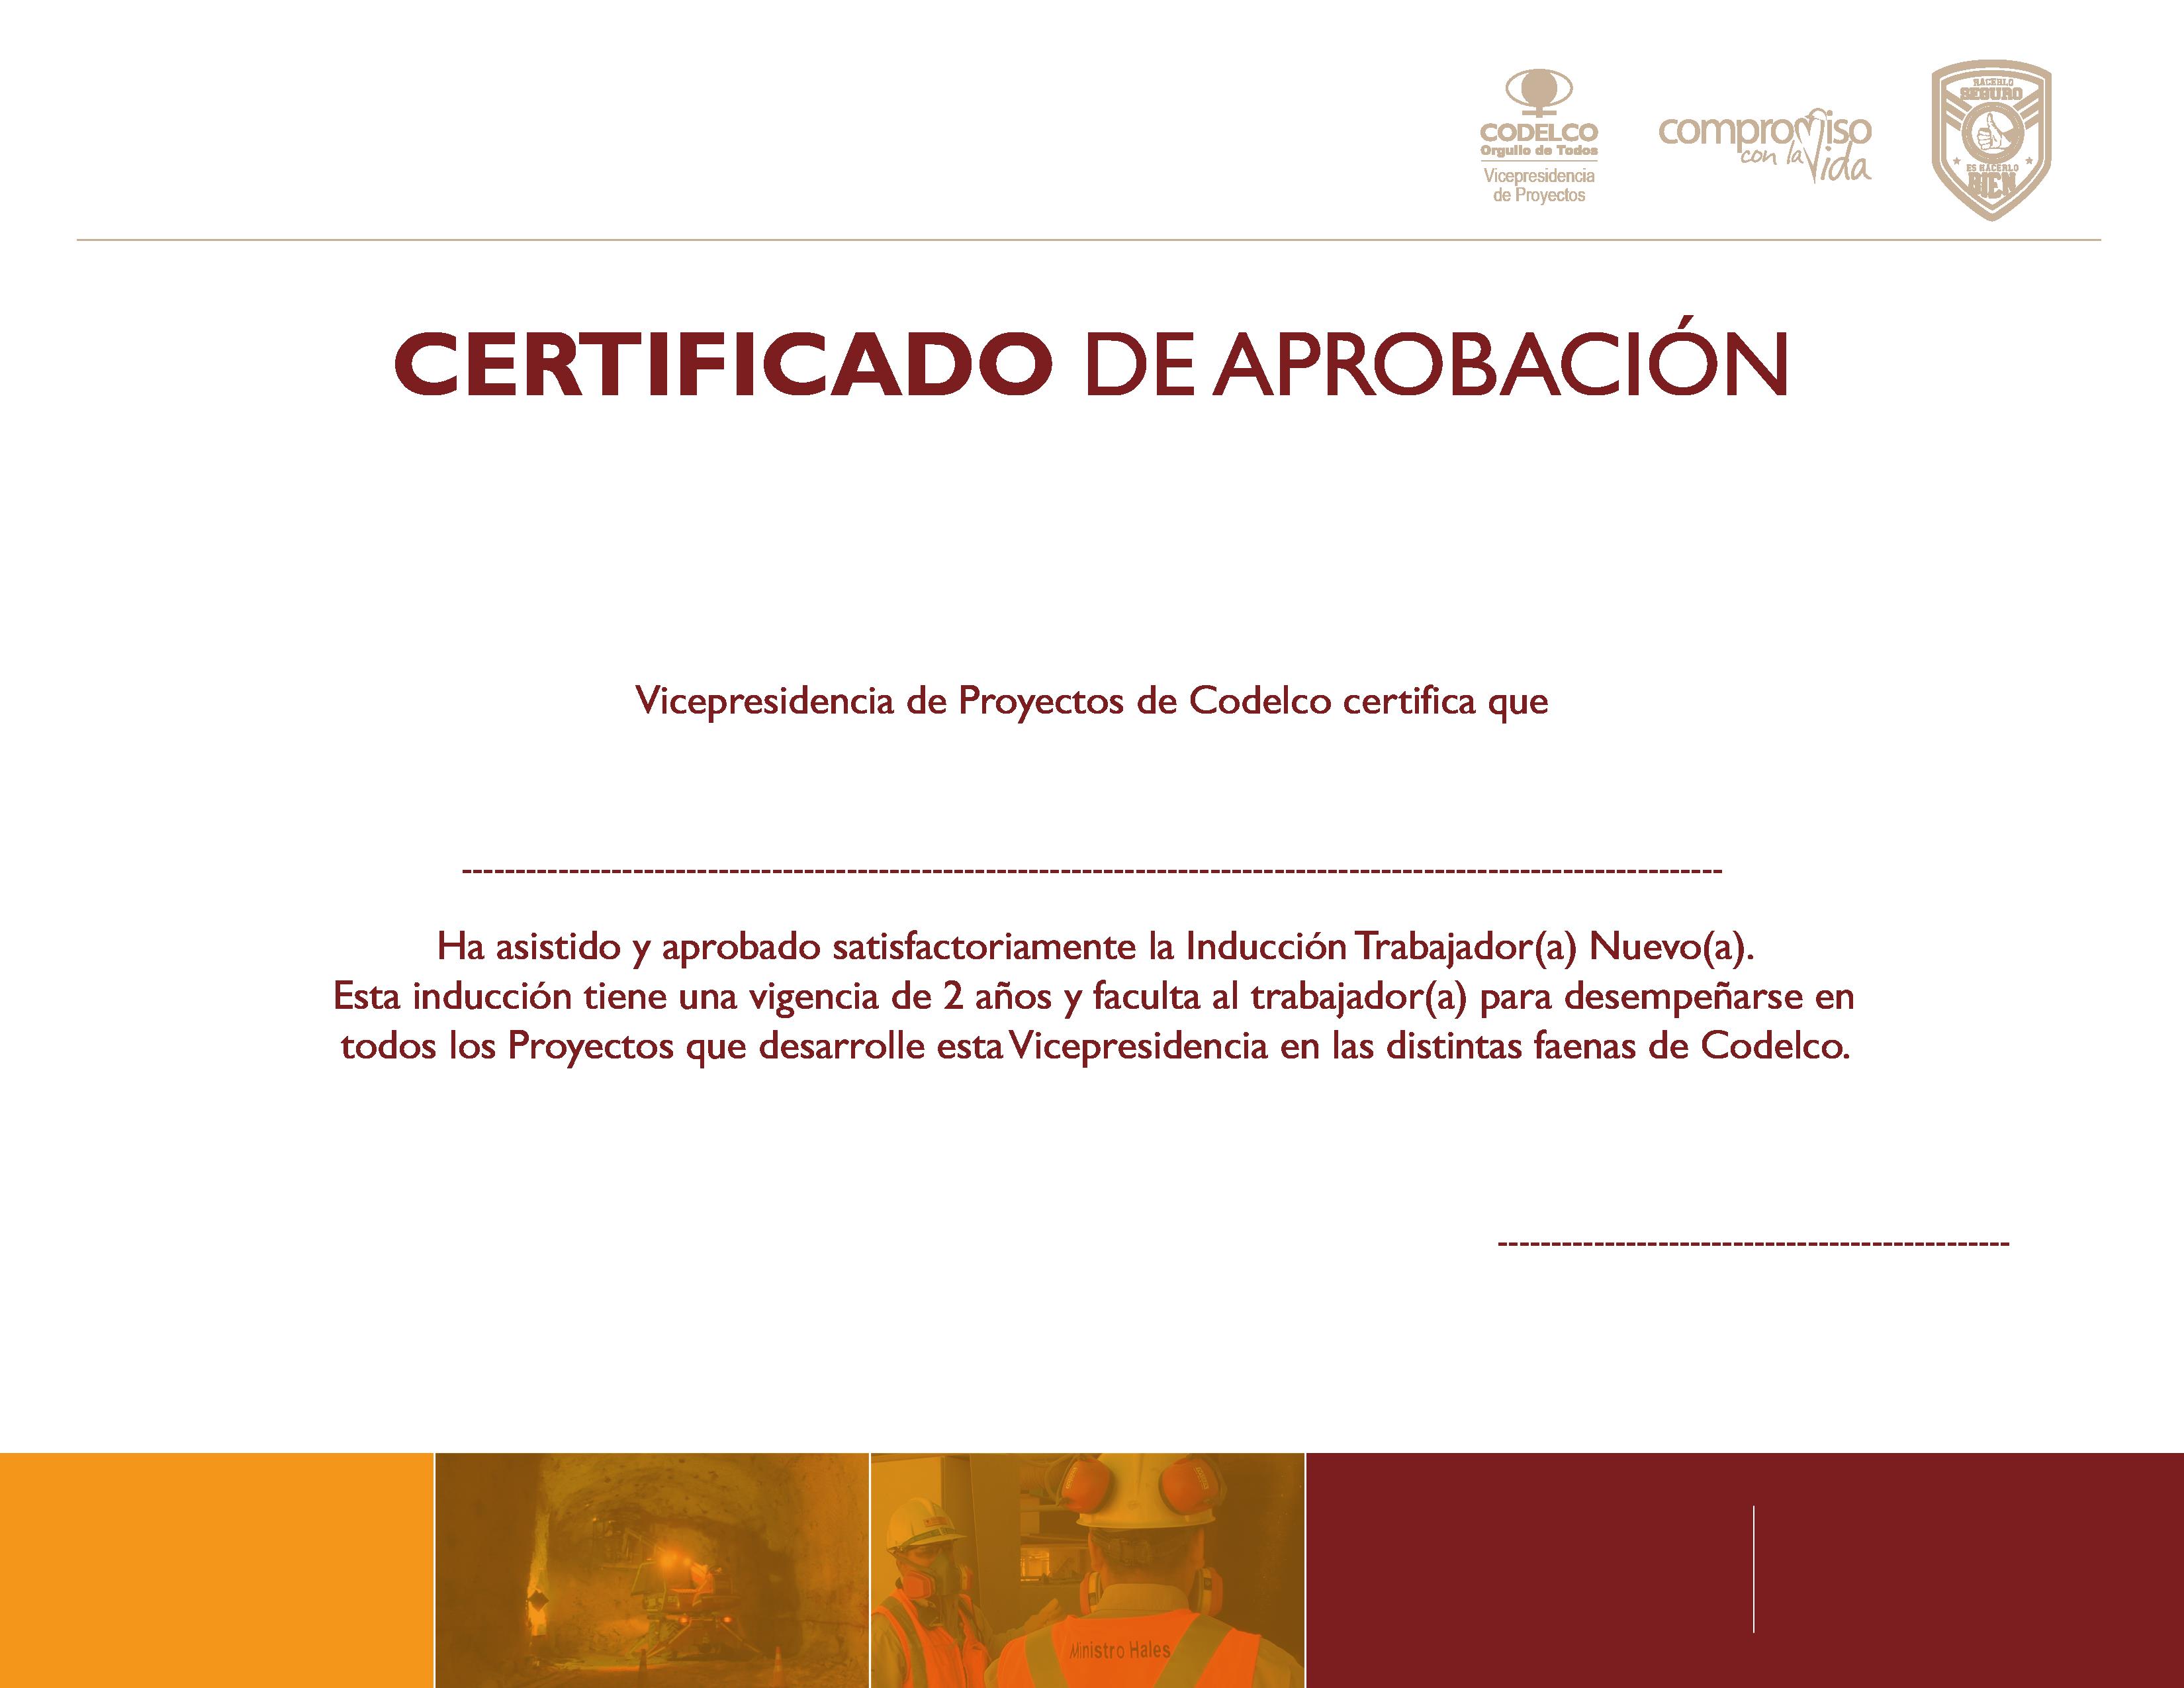 CODELCO
Orgullo de Todos
Vicepresidencia
de Proyectos
compromiso
con la Vida
HACERLO
SEGURO
ES HACERLO
BIEN
CERTIFICADO DE APROBACIÓN
Vicepresidencia de Proyectos de Codelco certifica que
Ha asistido y aprobado satisfactoriamente la Inducción Trabajador(a) Nuevo(a).
Esta inducción tiene una vigencia de 2 años y faculta al trabajador(a) para desempeñarse en
todos los Proyectos que desarrolle esta Vicepresidencia en las distintas faenas de Codelco.
Ministro Hales